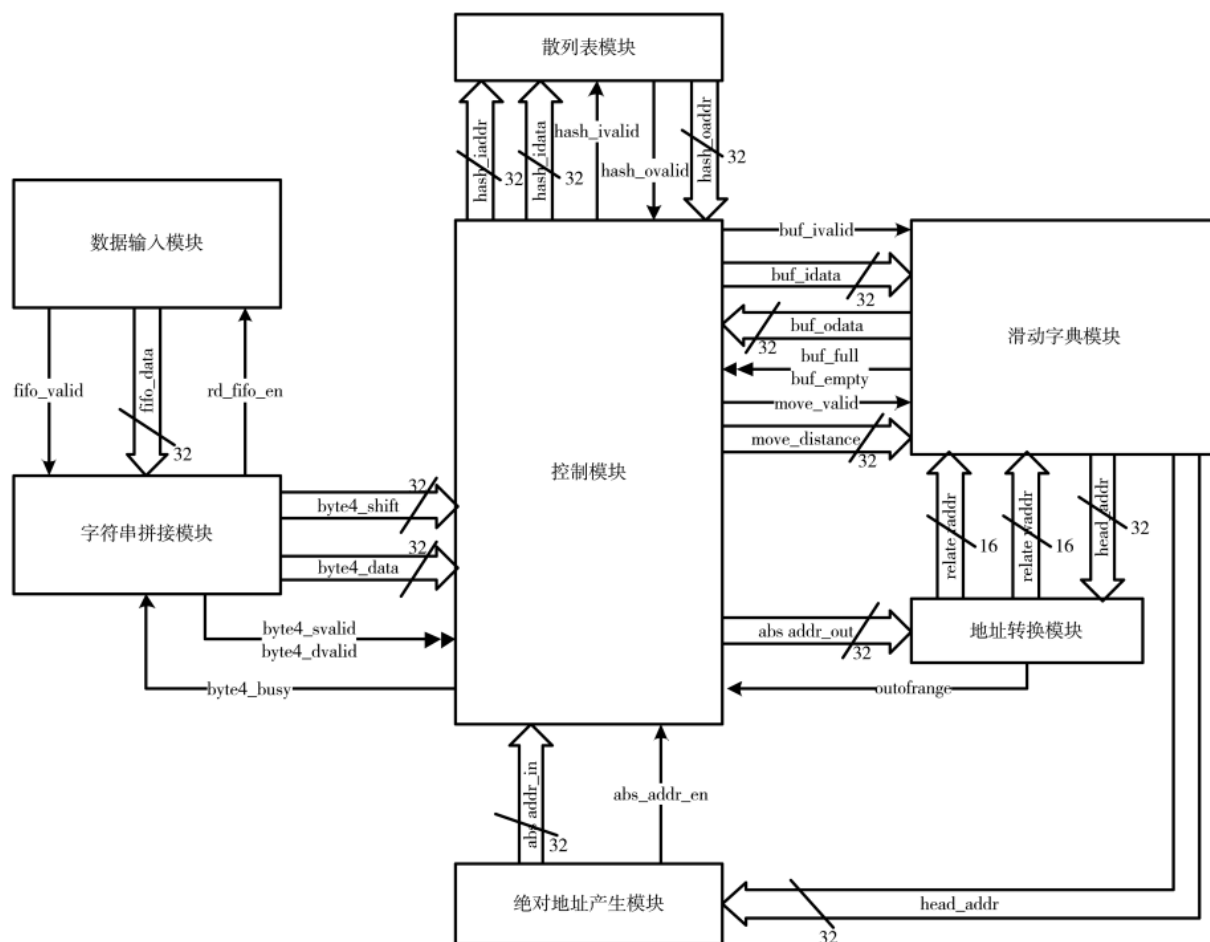 散列表模块
hash_iaddr
32
hash_idata
32
hash_ivalid
hash_ovalid
hash_oaddr
32
数据输入模块
fifo_valid
fifo_data
32
rd_fifo_en
字符串拼接模块
32
byte4_shift
32
byte4_data
byte4_svalid
byte4_dvalid
byte4_busy
控制模块
buf_ivalid
buf_idata
32
buf_odata
32
buf_full
buf_empty
move_valid
move_distance
32
滑动字典模块
16
16
head_addr
32
abs addr_out
32
地址转换模块
outofrange
abs addr_in
32
abs_addr_en
绝对地址产生模块
head_addr
32